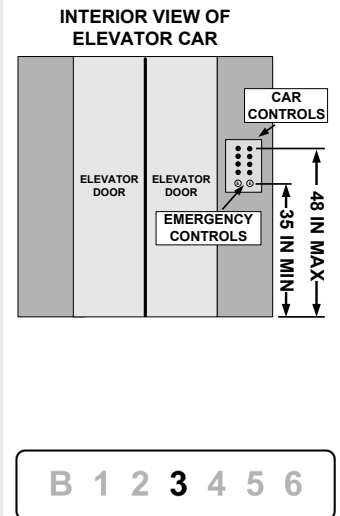 INTERIOR VIEW OF
ELEVATOR CAR
CAR
CONTROLS
ELEVATOR
DOOR
ELEVATOR
DOOR
EMERGENCY
CONTROLS
35 IN MIN
48 IN MAX
B 1 2 3 4 5 6